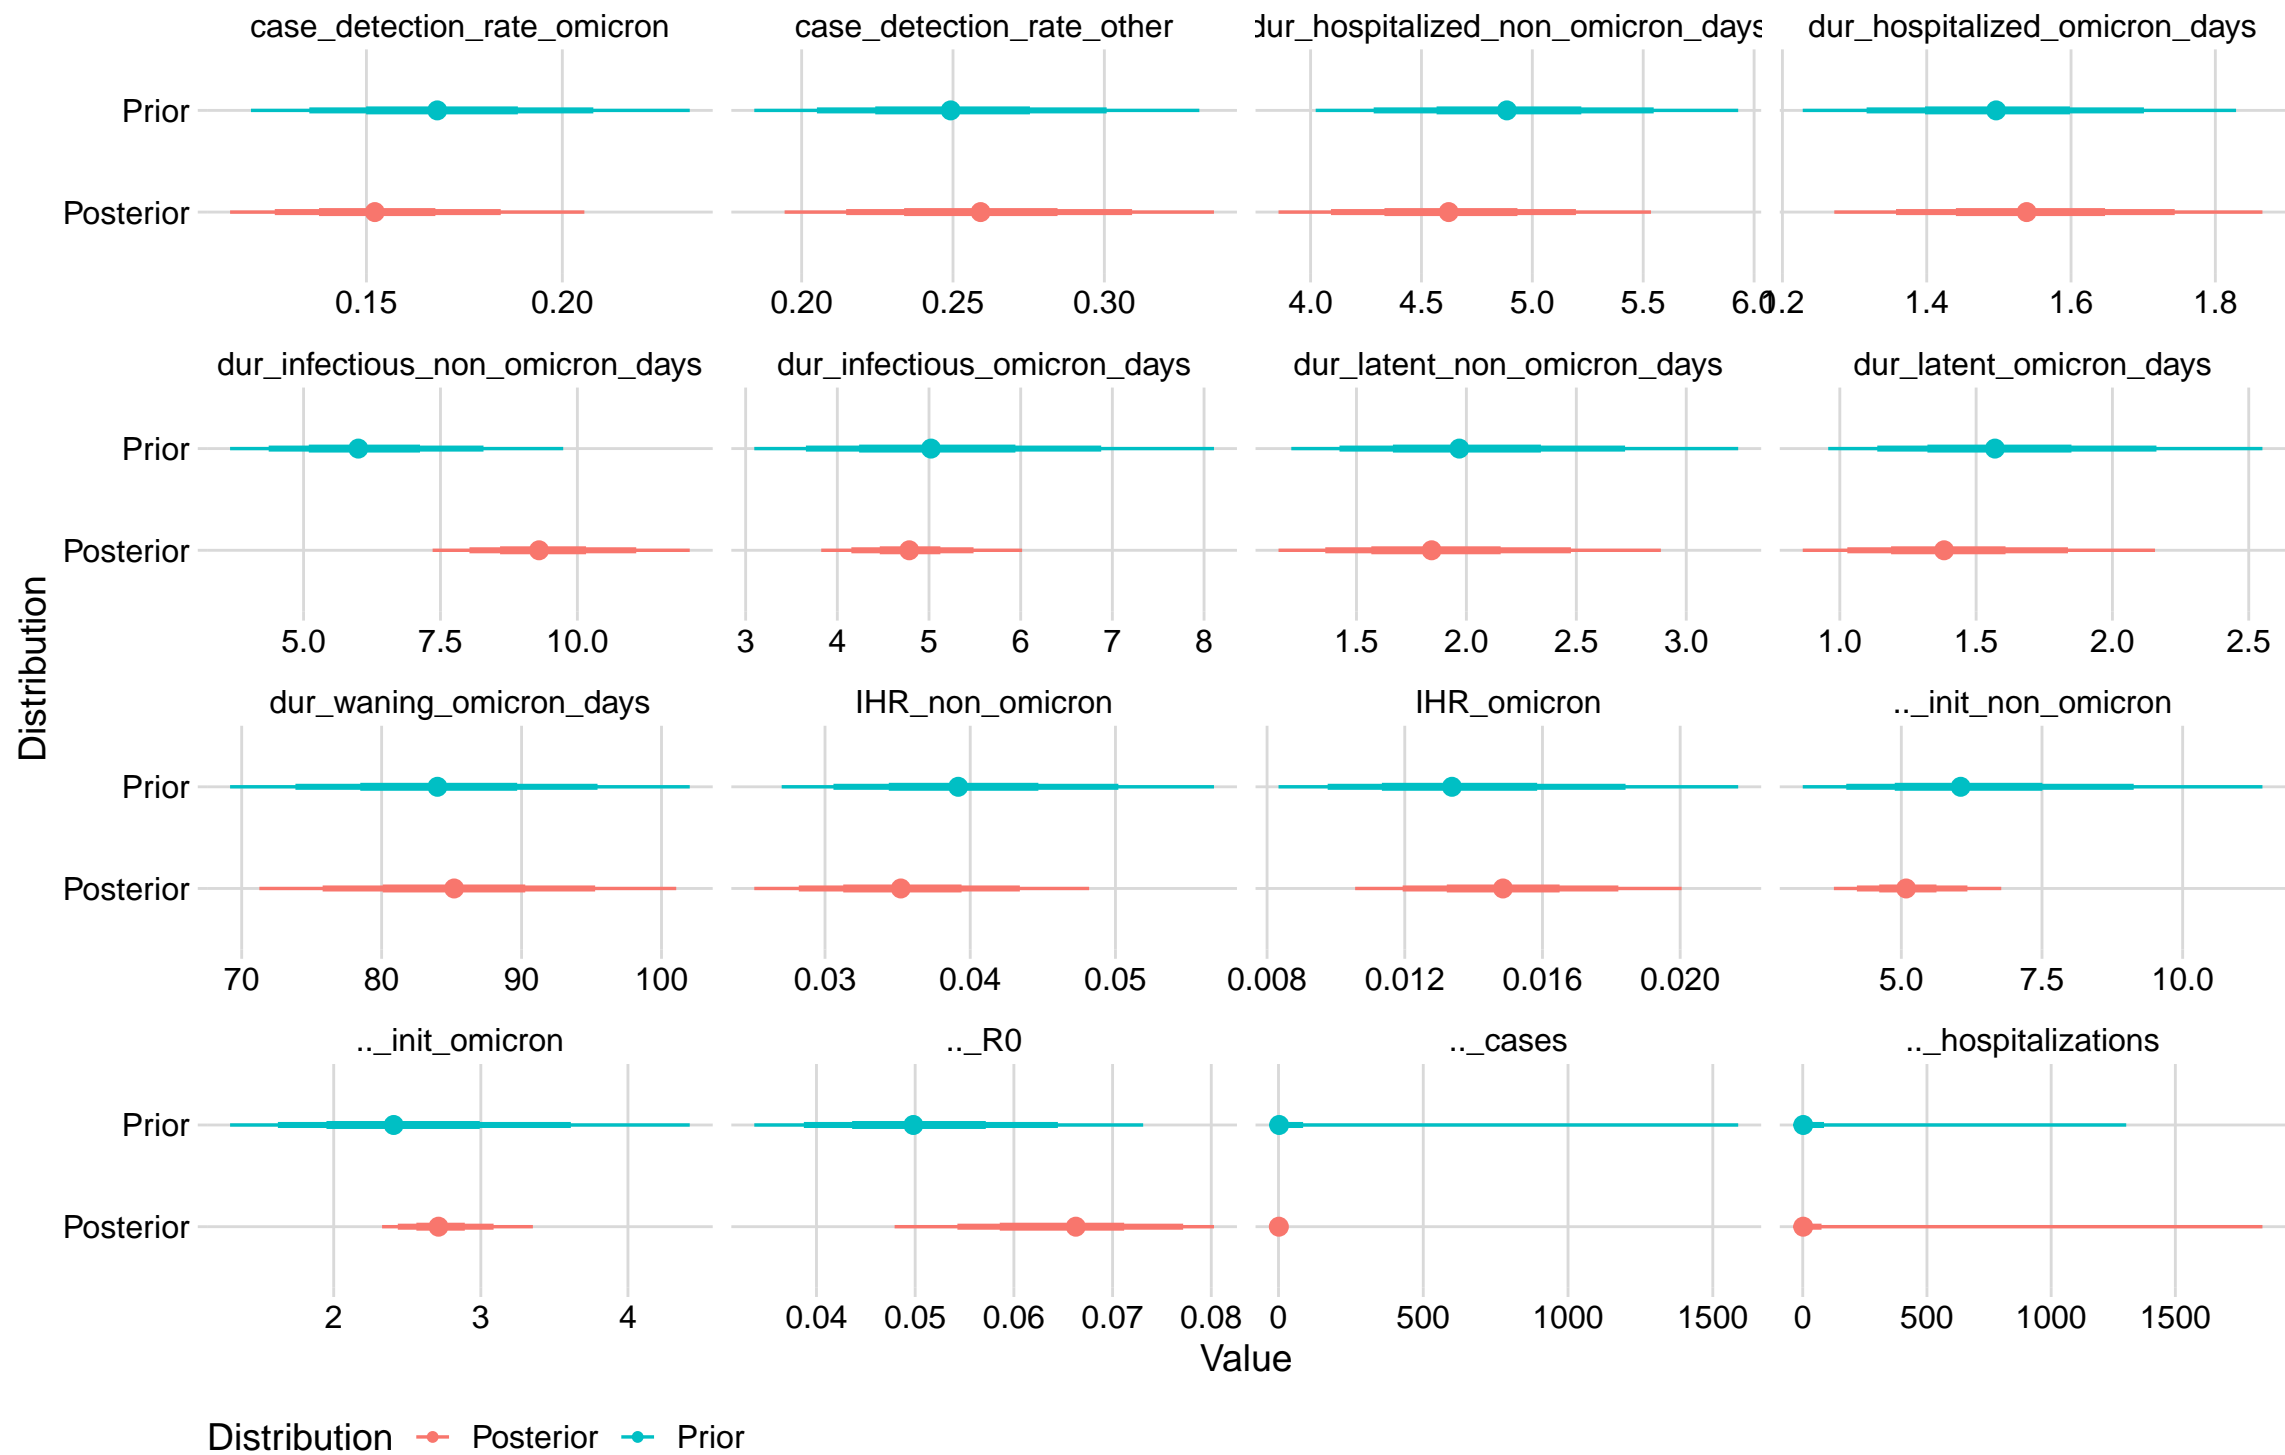 case_detection_rate_omicron case_detection_rate_other dur_hospitalized_non_omicron_days dur_hospitalized_omicron_days
Prior
Posterior
0.15 0.20 0.20 0.25 0.30 4.0 4.5 5.0 5.5 6.0 1.2 1.4 1.6 1.8
dur_infectious_non_omicron_days dur_infectious_omicron_days dur_latent_non_omicron_days dur_latent_omicron_days
Prior
Posterior
5.0 7.5 10.0 3 4 5 6 7 8 1.5 2.0 2.5 3.0 1.0 1.5 2.0 2.5
Distribution
dur_waning_omicron_days IHR_non_omicron IHR_omicron .._init_non_omicron
Prior
Posterior
70 80 90 100 0.03 0.04 0.05 0.008 0.012 0.016 0.020 5.0 7.5 10.0
.._init_omicron .._R0 .._cases .._hospitalizations
Prior
Posterior
2 3 4 0.04 0.05 0.06 0.07 0.08 0 500 1000 1500 0 500 1000 1500
Value
Distribution Posterior Prior